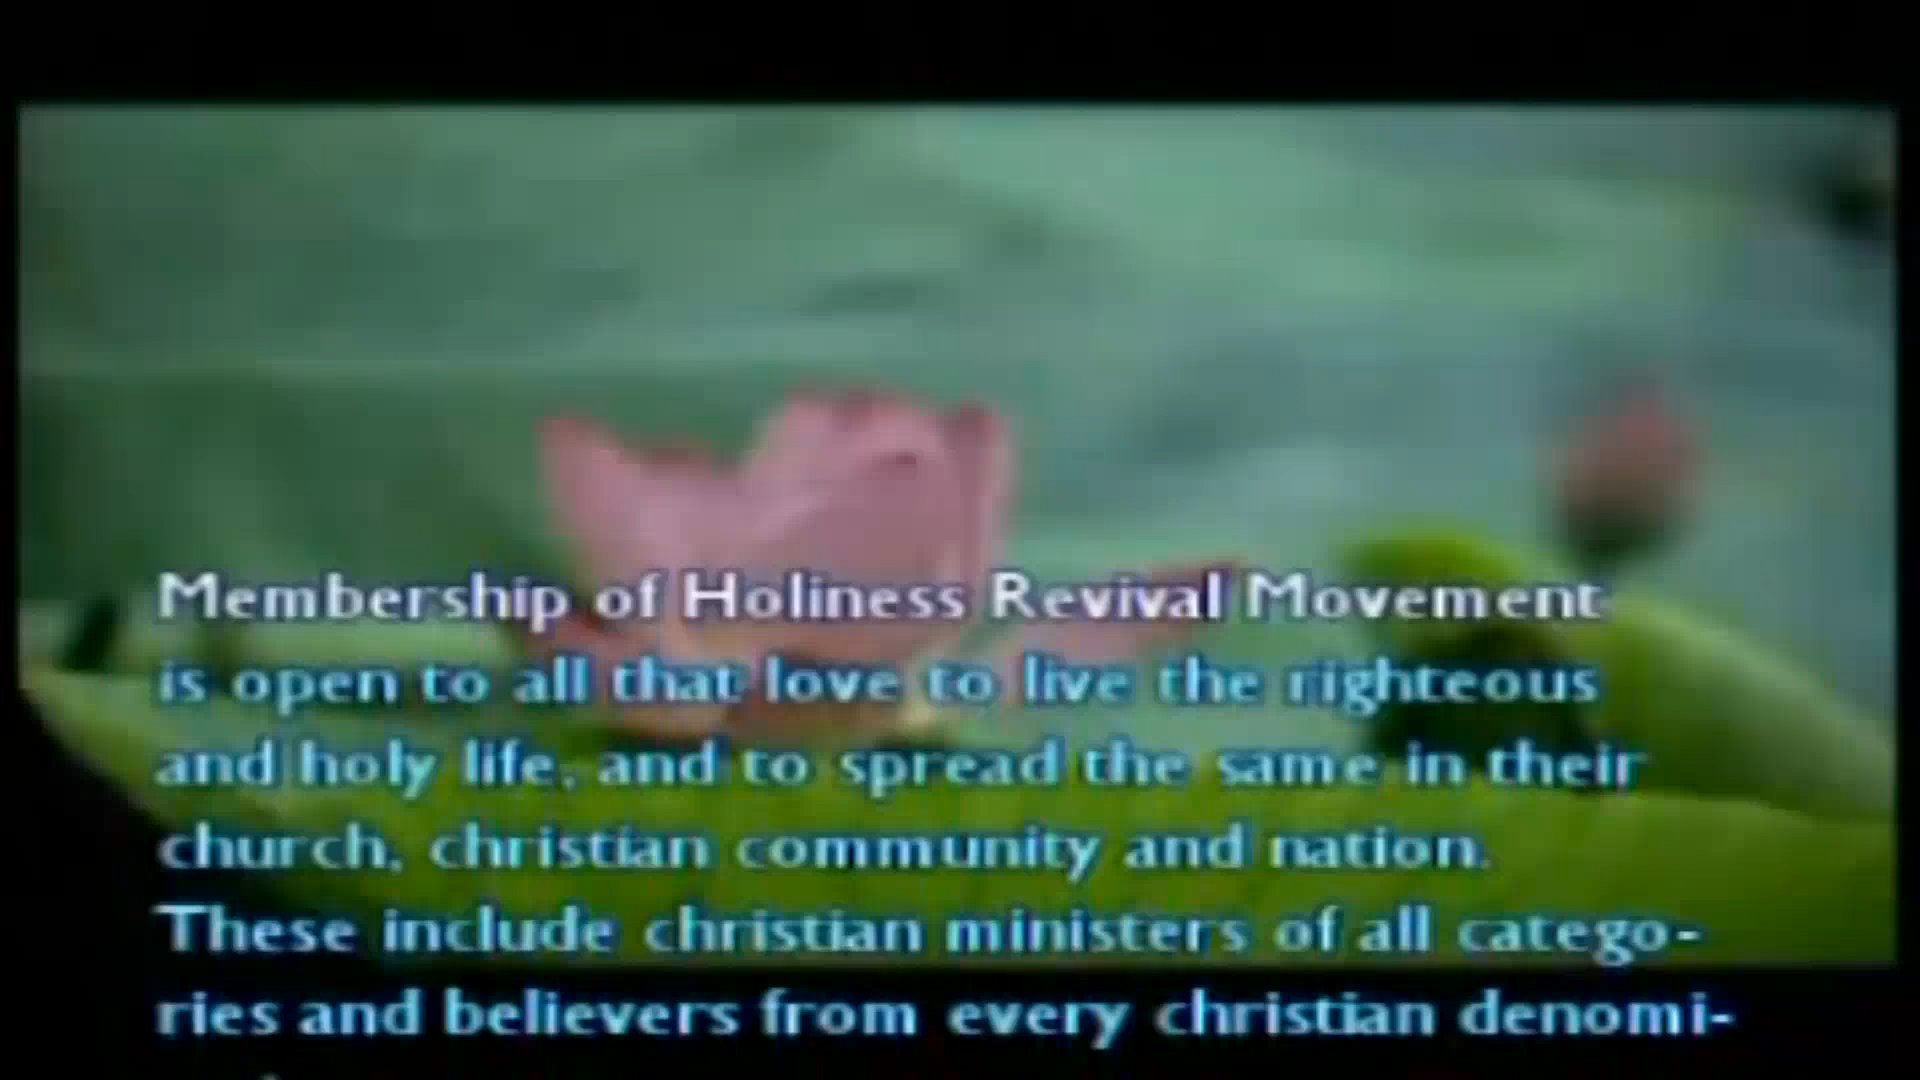 Membership of Holiness Revival Movement
is open to all that love to live the righteous
and holy life, and to spread the same in their
church, christian community and nation.
These include christian ministers of all catego-
ries and believers from every christian denomi-